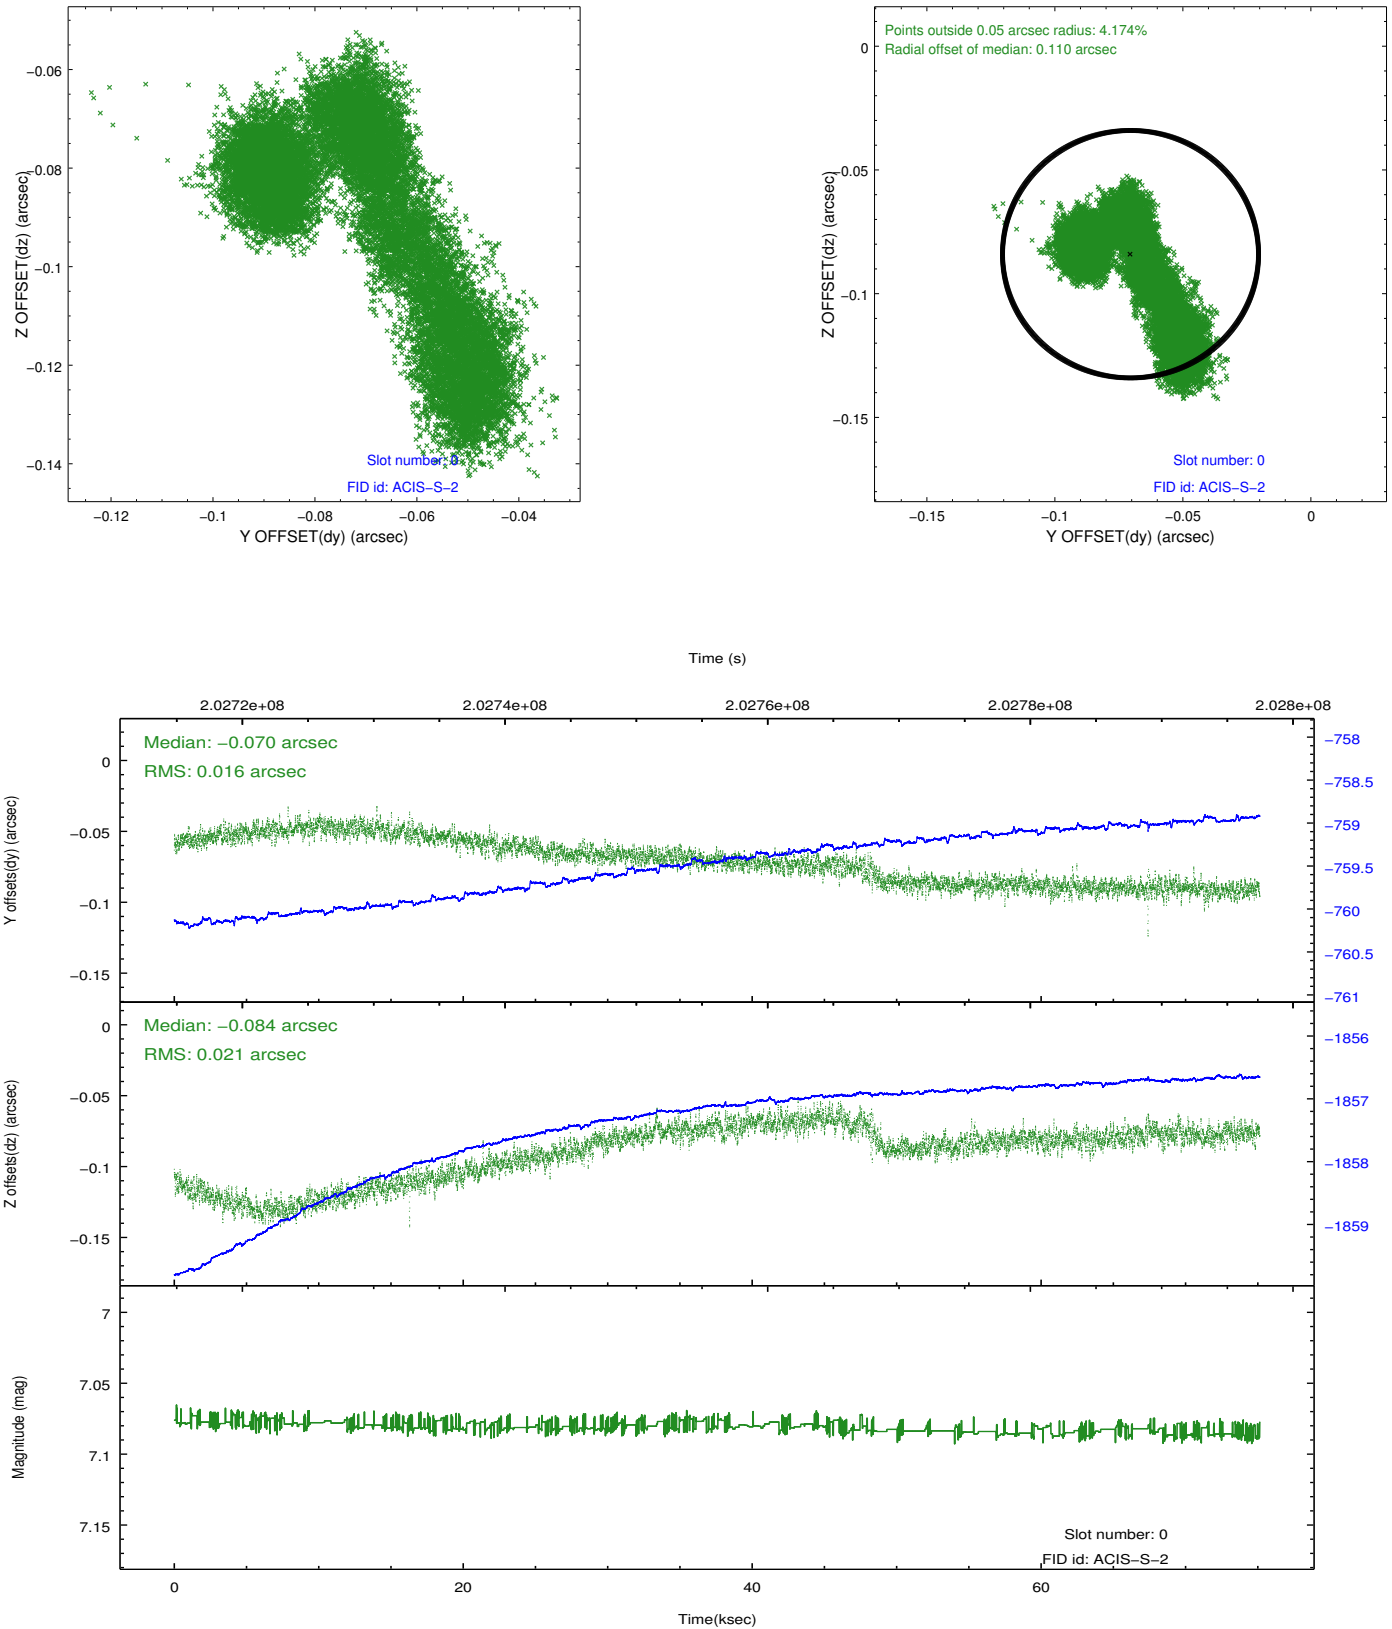 −0.06
−0.08
−0.1
−0.12
−0.14
Z OFFSET(dz) (arcsec)
Slot number: 0
FID id: ACIS−S−2
−0.12 −0.1 −0.08 −0.06 −0.04
Y OFFSET(dy) (arcsec)
Points outside 0.05 arcsec radius: 4.174%
Radial offset of median: 0.110 arcsec
0
−0.05
−0.1
−0.15
Z OFFSET(dz) (arcsec)
Slot number: 0
FID id: ACIS−S−2
−0.15 −0.1 −0.05 0
Y OFFSET(dy) (arcsec)
Time (s)
2.0272e+08 2.0274e+08 2.0276e+08 2.0278e+08 2.028e+08
Median: −0.070 arcsec
RMS: 0.016 arcsec
0
−0.05
−0.1
−0.15
Y offsets(dy) (arcsec)
−758
−758.5
−759
−759.5
−760
−760.5
−761
Median: −0.084 arcsec
RMS: 0.021 arcsec
0
−0.05
−0.1
−0.15
Z offsets(dz) (arcsec)
−1856
−1857
−1858
−1859
7
7.05
7.1
7.15
Magnitude (mag)
Slot number: 0
FID id: ACIS−S−2
0 20 40 60
Time(ksec)